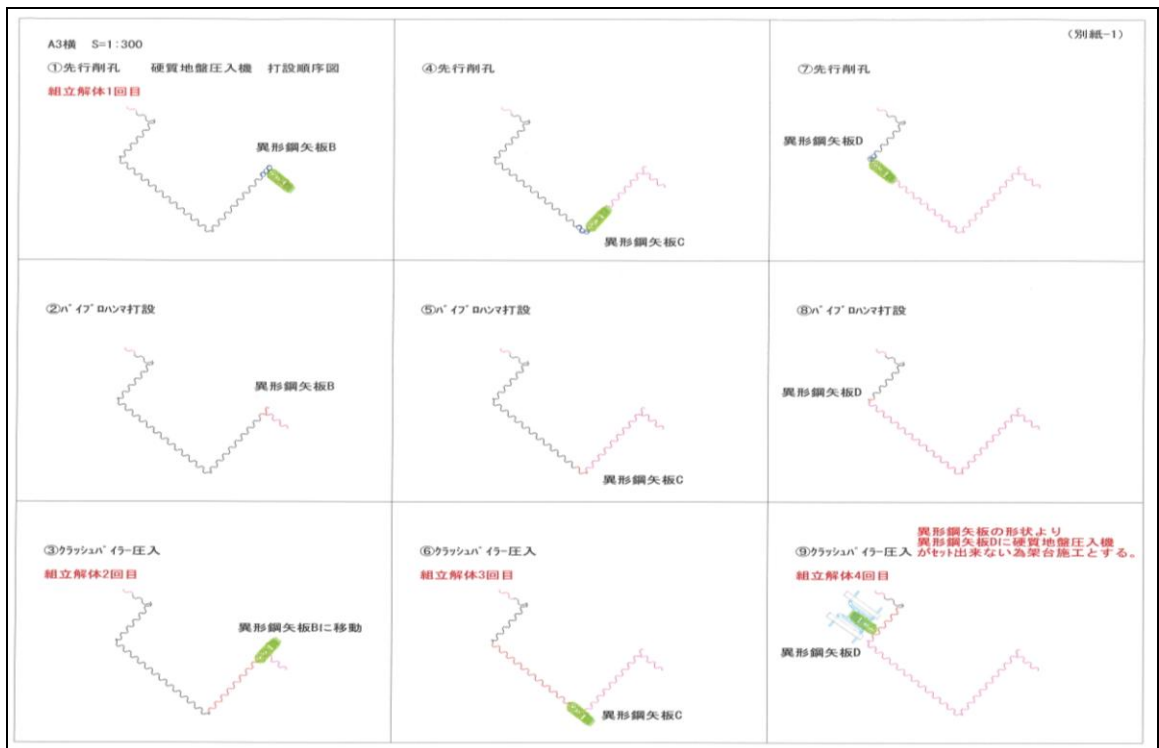 (別紙-1)
A3横 S=1:300
①先行削孔 硬質地盤圧入機 打設順序図
組立解体1回目
異形鋼矢板B
④先行削孔
異形鋼矢板C
⑦先行削孔
異形鋼矢板D
②ﾊﾞｲﾌﾞﾛﾊﾝﾏ打設
異形鋼矢板B
⑤ﾊﾞｲﾌﾞﾛﾊﾝﾏ打設
異形鋼矢板C
⑧ﾊﾞｲﾌﾞﾛﾊﾝﾏ打設
異形鋼矢板D
③ｸﾗｯｼｭﾊﾟｲﾗｰ圧入
組立解体2回目
異形鋼矢板Bに移動
⑥ｸﾗｯｼｭﾊﾟｲﾗｰ圧入
組立解体3回目
異形鋼矢板C
⑨ｸﾗｯｼｭﾊﾟｲﾗｰ圧入
異形鋼矢板の形状より
異形鋼矢板Dに硬質地盤圧入機
がｾｯﾄ出来ない為架台施工とする。
組立解体4回目
異形鋼矢板D